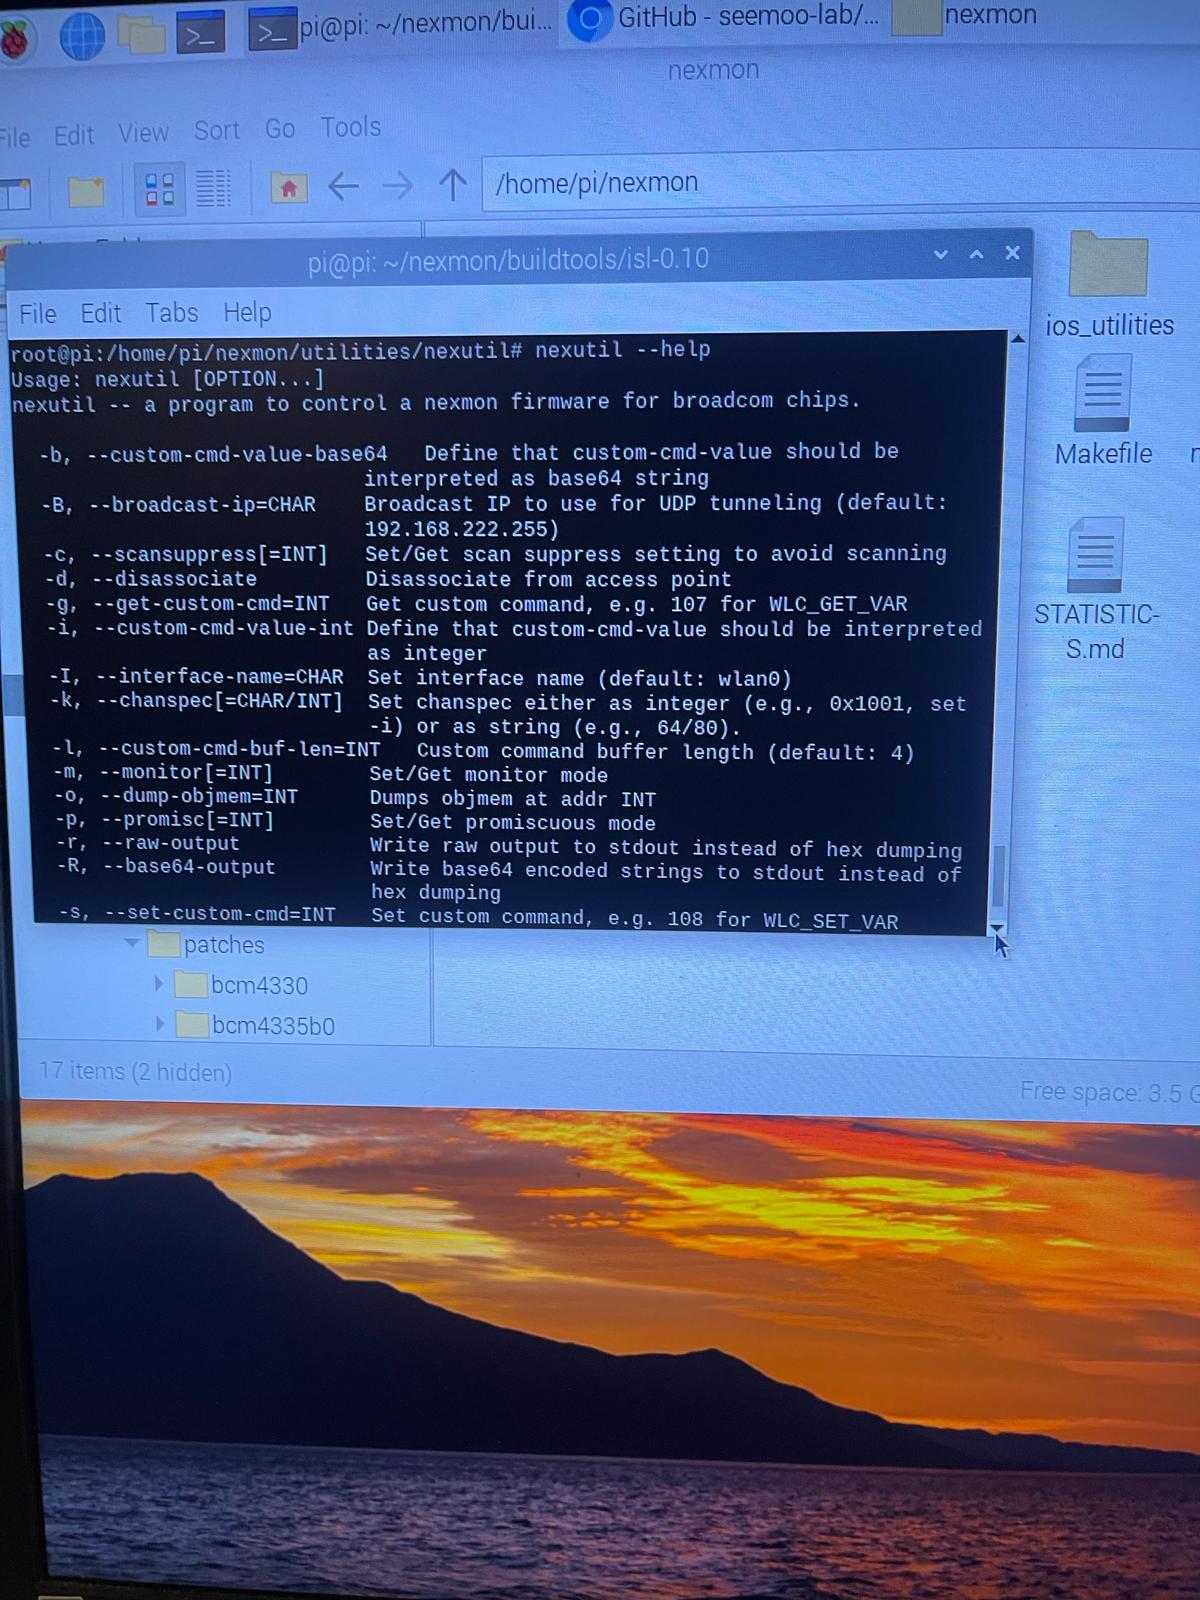 pi@pi: ~/nexmon/bui...
GitHub - seemoo-lab/...
nexmon
nexmon
File Edit View Sort Go Tools
/home/pi/nexmon
pi@pi: ~/nexmon/buildtools/isl-0.10
File Edit Tabs Help
root@pi:/home/pi/nexmon/utilities/nexutil# nexutil --help
Usage: nexutil [OPTION...]
nexutil -- a program to control a nexmon firmware for broadcom chips.
-b, --custom-cmd-value-base64 Define that custom-cmd-value should be
interpreted as base64 string
-B, --broadcast-ip=CHAR Broadcast IP to use for UDP tunneling (default:
192.168.222.255)
-c, --scansuppress[=INT] Set/Get scan suppress setting to avoid scanning
-d, --disassociate Disassociate from access point
-g, --get-custom-cmd=INT Get custom command, e.g. 107 for WLC_GET_VAR
-i, --custom-cmd-value-int Define that custom-cmd-value should be interpreted
as integer
-I, --interface-name=CHAR Set interface name (default: wlan0)
-k, --chanspec[=CHAR/INT] Set chanspec either as integer (e.g., 0x1001, set
-i) or as string (e.g., 64/80).
-l, --custom-cmd-buf-len=INT Custom command buffer length (default: 4)
-m, --monitor[=INT] Set/Get monitor mode
-o, --dump-objmem=INT Dumps objmem at addr INT
-p, --promisc[=INT] Set/Get promiscuous mode
-r, --raw-output Write raw output to stdout instead of hex dumping
-R, --base64-output Write base64 encoded strings to stdout instead of
hex dumping
-s, --set-custom-cmd=INT Set custom command, e.g. 108 for WLC_SET_VAR
ios_utilities
Makefile
STATISTIC-
S.md
patches
bcm4330
bcm4335b0
17 items (2 hidden)
Free space: 3.5 G